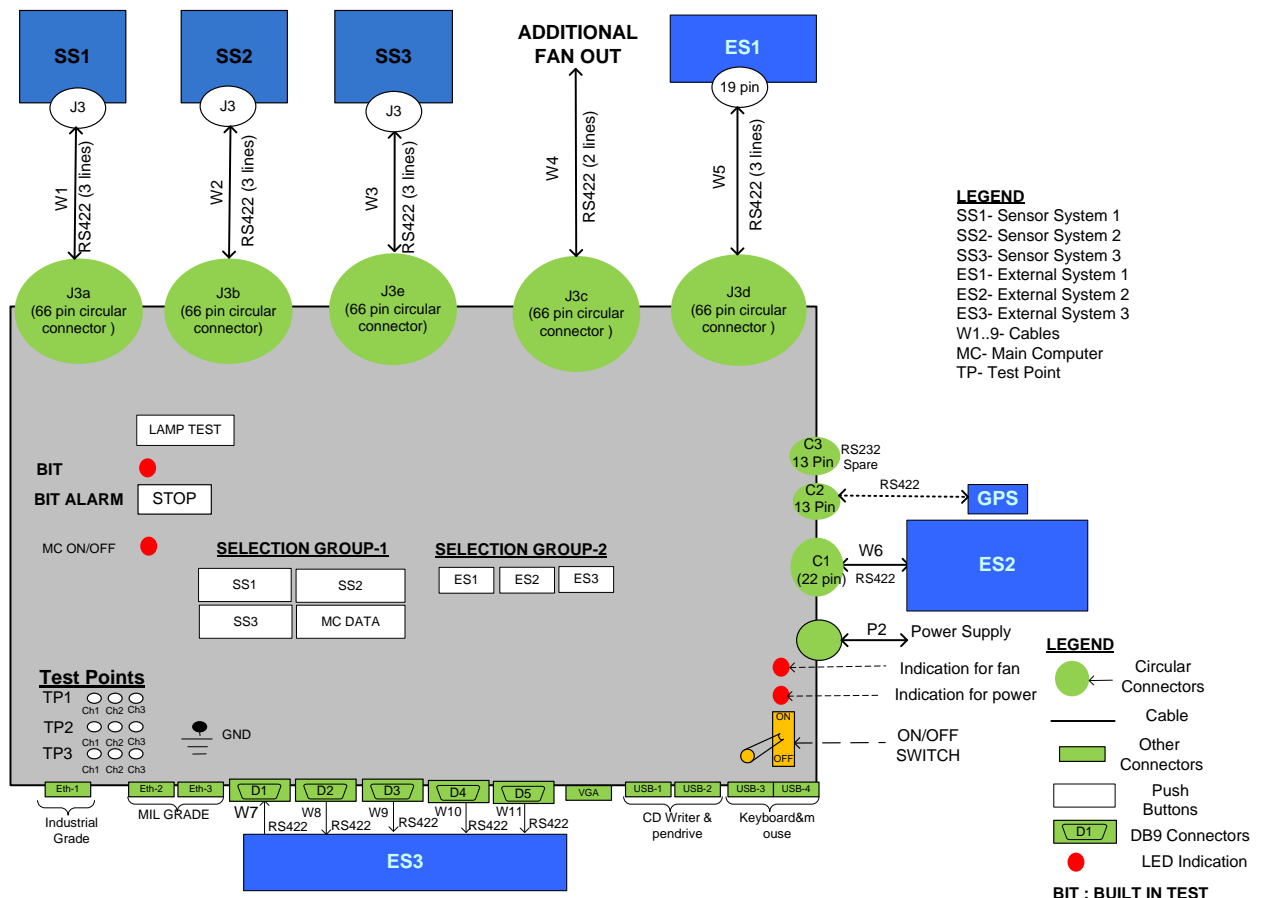 SS1
SS2
SS3
ADDITIONAL
FAN OUT
ES1
J3
J3
J3
19 pin
W1
RS422 (3 lines)
W2
RS422 (3 lines)
W3
RS422 (3 lines)
W4
RS422 (2 lines)
W5
RS422 (3 lines)
LEGEND
SS1- Sensor System 1
SS2- Sensor System 2
SS3- Sensor System 3
ES1- External System 1
ES2- External System 2
ES3- External System 3
W1..9- Cables
MC- Main Computer
TP- Test Point
J3a
(66 pin circular
connector )
J3b
(66 pin circular
connector)
J3e
(66 pin circular
connector)
J3c
(66 pin circular
connector )
J3d
(66 pin circular
connector )
LAMP TEST
BIT
BIT ALARM
STOP
MC ON/OFF
SELECTION GROUP-1
SS1
SS2
SS3
MC DATA
SELECTION GROUP-2
ES1
ES2
ES3
C3
13 Pin
RS232
Spare
C2
13 Pin
RS422
GPS
C1
(22 pin)
W6
RS422
ES2
P2
Power Supply
Indication for fan
Indication for power
ON
OFF
ON/OFF
SWITCH
Test Points
TP1
Ch1 Ch2 Ch3
TP2
Ch1 Ch2 Ch3
TP3
Ch1 Ch2 Ch3
GND
Eth-1
Eth-2
Eth-3
D1
D2
D3
D4
D5
VGA
USB-1
USB-2
USB-3
USB-4
Industrial
Grade
MIL GRADE
W7
RS422
W8
RS422
W9
RS422
W10
RS422
W11
RS422
CD Writer &
pendrive
Keyboard&m
ouse
ES3
LEGEND
Circular
Connectors
Cable
Other
Connectors
Push
Buttons
D1
DB9 Connectors
LED Indication
BIT : BUILT IN TEST